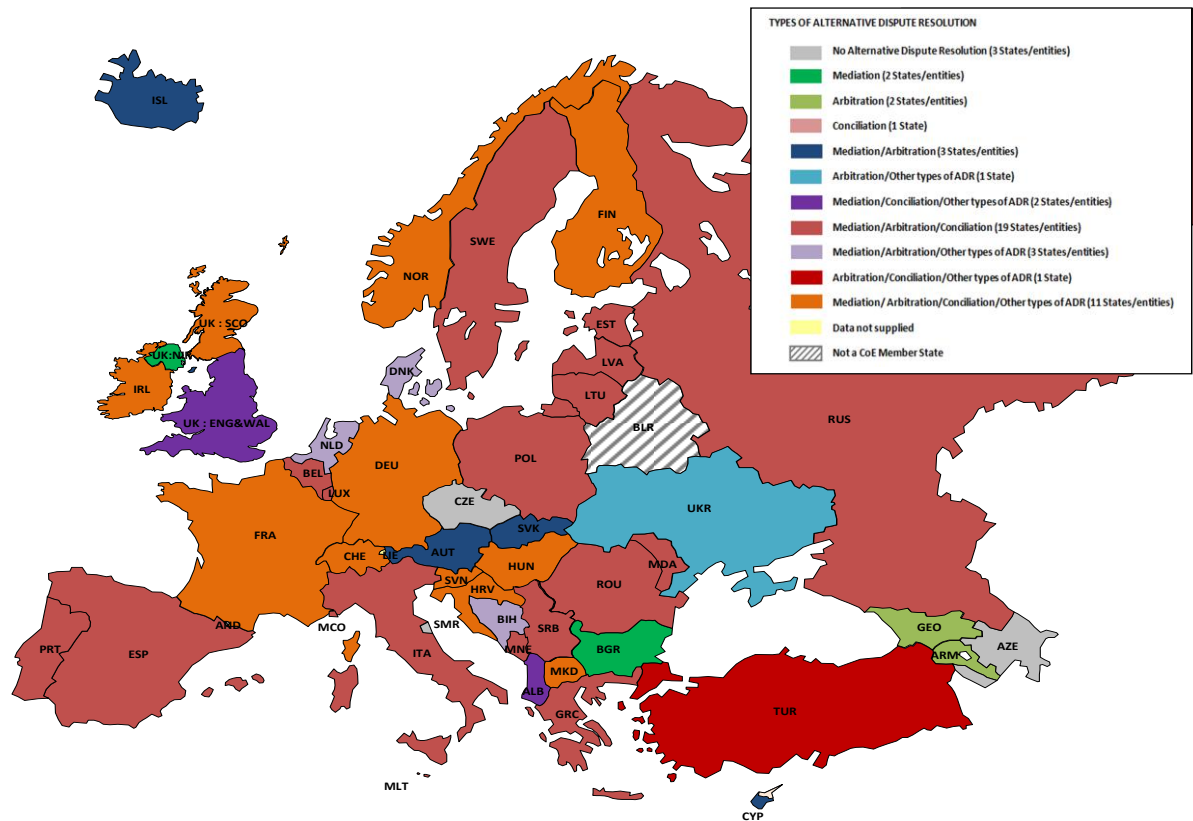 TYPES OF ALTERNATIVE DISPUTE RESOLUTION
No Alternative Dispute Resolution (3 States/entities)
Mediation (2 States/entities)
Arbitration (2 States/entities)
Conciliation (1 State)
Mediation/Arbitration (3 States/entities)
Arbitration/Other types of ADR (1 State)
Mediation/Conciliation/Other types of ADR (2 States/entities)
Mediation/Arbitration/Conciliation (19 States/entities)
Mediation/Arbitration/Other types of ADR (3 States/entities)
Arbitration/Conciliation/Other types of ADR (1 State)
Mediation/Arbitration/Conciliation/Other types of ADR (11 States/entities)
Data not supplied
Not a CoE Member State
ISL
FIN
SWE
NOR
UK : SCO
EST
UK:NIR
LVA
DNK
IRL
LTU
RUS
UK : ENG&WAL
BLR
NLD
POL
DEU
BEL
LUX
CZE
UKR
FRA
SVK
CHE
LIE
AUT
HUN
MDA
ROU
SVN
HRV
BIH
AND
MCO
SMR
SRB
GEO
PRT
ESP
ITA
MNE
BGR
ARM
AZE
MKD
ALB
GRC
TUR
MLT
CYP